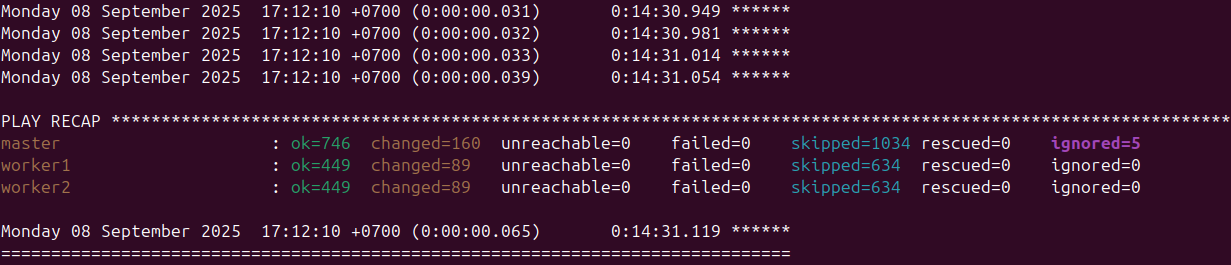 Monday 08 September 2025  17:12:10 +0700 (0:00:00.031)       0:14:30.949 ******
Monday 08 September 2025  17:12:10 +0700 (0:00:00.032)       0:14:30.981 ******
Monday 08 September 2025  17:12:10 +0700 (0:00:00.033)       0:14:31.014 ******
Monday 08 September 2025  17:12:10 +0700 (0:00:00.039)       0:14:31.054 ******
PLAY RECAP ****************************************************************************************************************
master                     : ok=746  changed=160  unreachable=0    failed=0    skipped=1034 rescued=0    ignored=5
worker1                    : ok=449  changed=89   unreachable=0    failed=0    skipped=634  rescued=0    ignored=0
worker2                    : ok=449  changed=89   unreachable=0    failed=0    skipped=634  rescued=0    ignored=0
Monday 08 September 2025  17:12:10 +0700 (0:00:00.065)       0:14:31.119 ******
===============================================================================